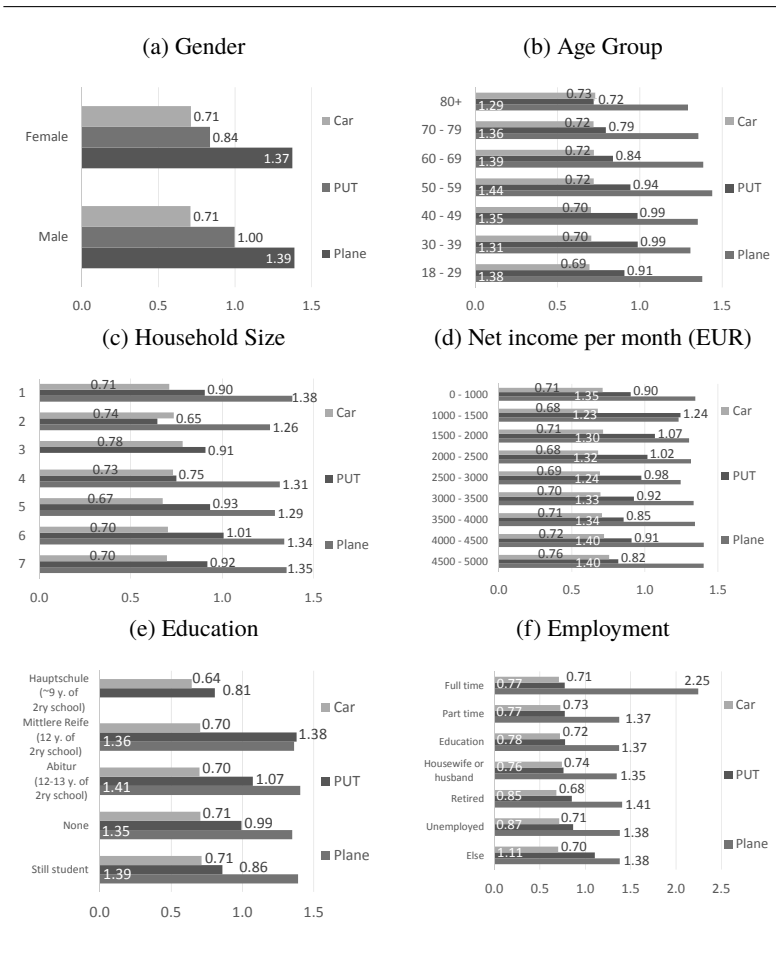 (a) Gender
Female
0.71
0.84
1.37
Male
0.71
1.00
1.39
0.0 0.5 1.0 1.5
Car
PUT
Plane
(b) Age Group
80+ 0.73 0.72 1.29
70 - 79 0.72 0.79 1.36
60 - 69 0.72 0.84 1.39
50 - 59 0.72 0.94 1.44
40 - 49 0.70 0.99 1.35
30 - 39 0.70 0.99 1.31
18 - 29 0.69 0.91 1.38
0.0 0.5 1.0 1.5
Car
PUT
Plane
(c) Household Size
1 0.71 0.90 1.38
2 0.74 0.65 1.26
3 0.78 0.91
4 0.73 0.75 1.31
5 0.67 0.93 1.29
6 0.70 1.01 1.34
7 0.70 0.92 1.35
0.0 0.5 1.0 1.5
Car
PUT
Plane
(d) Net income per month (EUR)
0 - 1000 0.71 0.90 1.35
1000 - 1500 0.68 1.24 1.23
1500 - 2000 0.71 1.07 1.30
2000 - 2500 0.68 1.02 1.32
2500 - 3000 0.69 0.98 1.24
3000 - 3500 0.70 0.92 1.33
3500 - 4000 0.71 0.85 1.34
4000 - 4500 0.72 0.91 1.40
4500 - 5000 0.76 0.82 1.40
0.0 0.5 1.0 1.5
Car
PUT
Plane
(e) Education
Hauptschule
(~9 y. of
2ry school)
0.64
0.81
Mittlere Reife
(12 y. of
2ry school)
0.70
1.38
1.36
Abitur
(12-13 y. of
2ry school)
0.70
1.07
1.41
None
0.71
0.99
1.35
Still student
0.71
0.86
1.39
0.0 0.5 1.0 1.5
Car
PUT
Plane
(f) Employment
Full time 0.71 0.77 2.25
Part time 0.73 0.77 1.37
Education 0.72 0.78 1.37
Housewife or
husband
0.74 0.76 1.35
Retired 0.68 0.85 1.41
Unemployed 0.71 0.87 1.38
Else 0.70 1.11 1.38
0.0 0.5 1.0 1.5 2.0 2.5
Car
PUT
Plane